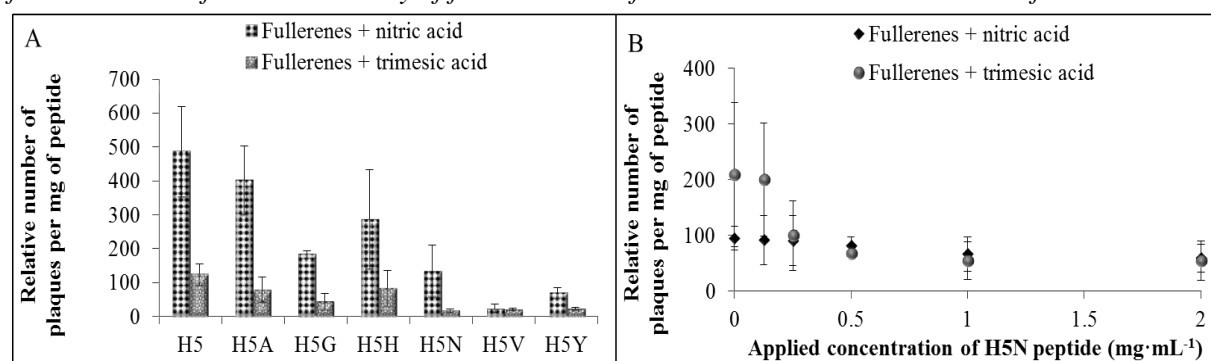 A
Fullerenes + nitric acid
Fullerenes + trimesic acid
Relative number of
plaques per mg of peptide
700
600
500
400
300
200
100
0
H5 H5A H5G H5H H5N H5V H5Y
B
Fullerenes + nitric acid
Fullerenes + trimesic acid
Relative number of
plaques per mg of peptide
400
300
200
100
0
0 0.5 1 1.5 2
Applied concentration of H5N peptide (mg·mL⁻¹)